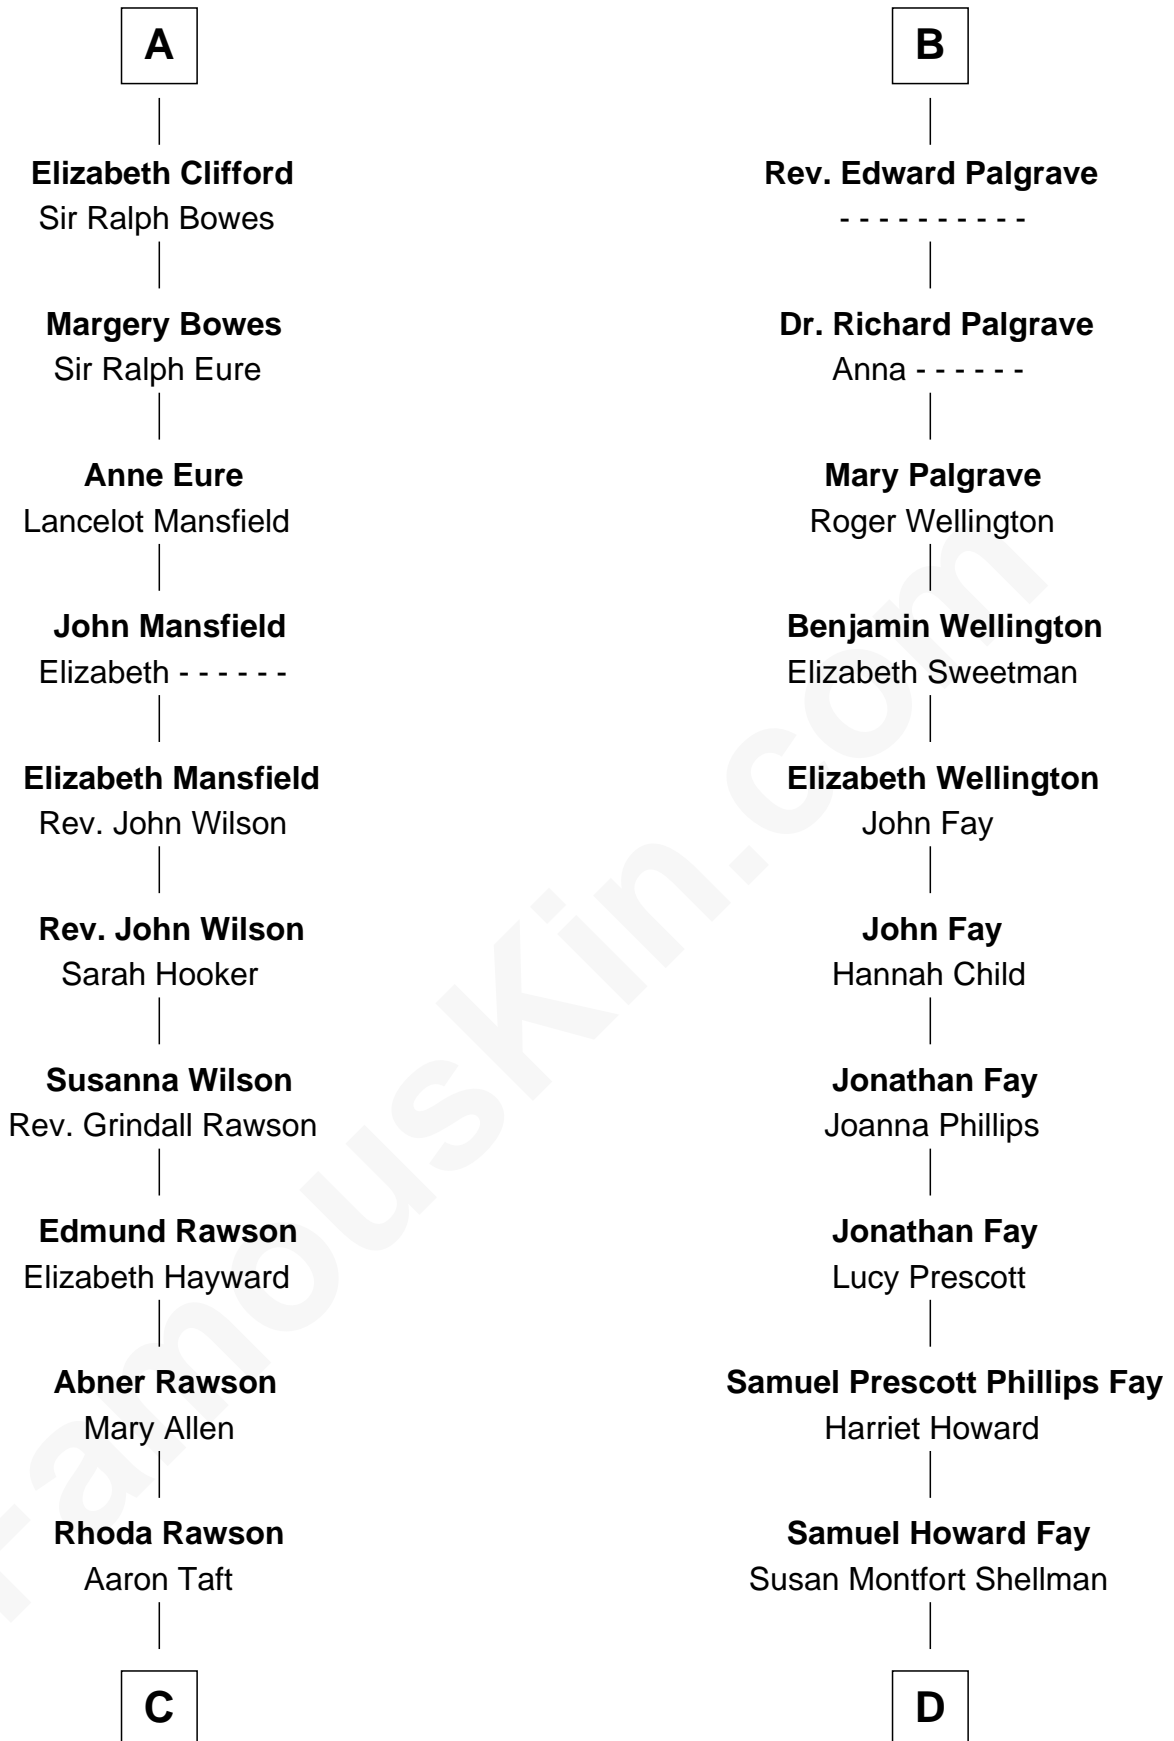 A
Elizabeth Clifford
Sir Ralph Bowes
Margery Bowes
Sir Ralph Eure
Anne Eure
Lancelot Mansfield
John Mansfield
Elizabeth - - - - - -
Elizabeth Mansfield
Rev. John Wilson
Rev. John Wilson
Sarah Hooker
Susanna Wilson
Rev. Grindall Rawson
Edmund Rawson
Elizabeth Hayward
Abner Rawson
Mary Allen
Rhoda Rawson
Aaron Taft
C
B
Rev. Edward Palgrave
- - - - - - - - - -
Dr. Richard Palgrave
Anna - - - - - -
Mary Palgrave
Roger Wellington
Benjamin Wellington
Elizabeth Sweetman
Elizabeth Wellington
John Fay
John Fay
Hannah Child
Jonathan Fay
Joanna Phillips
Jonathan Fay
Lucy Prescott
Samuel Prescott Phillips Fay
Harriet Howard
Samuel Howard Fay
Susan Montfort Shellman
D
FamousKin.com